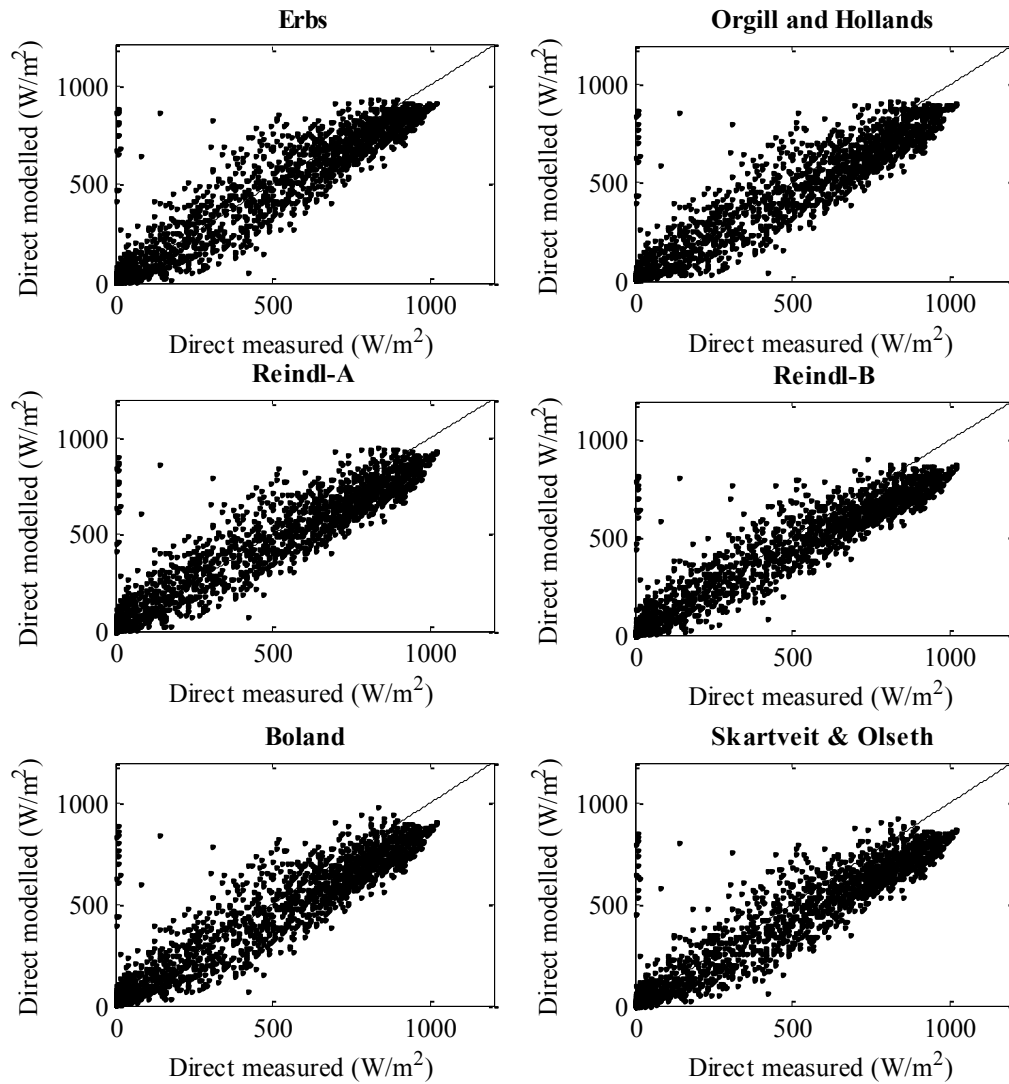 Erbs
Direct modelled (W/m²)
1000
500
0
0 500 1000
Direct measured (W/m²)
Orgill and Hollands
Direct modelled (W/m²)
1000
500
0
0 500 1000
Direct measured (W/m²)
Reindl-A
Direct modelled (W/m²)
1000
500
0
0 500 1000
Direct measured (W/m²)
Reindl-B
Direct modelled W/m²)
1000
500
0
0 500 1000
Direct measured (W/m²)
Boland
Direct modelled (W/m²)
1000
500
0
0 500 1000
Direct measured (W/m²)
Skartveit & Olseth
Direct modelled (W/m²)
1000
500
0
0 500 1000
Direct measured (W/m²)